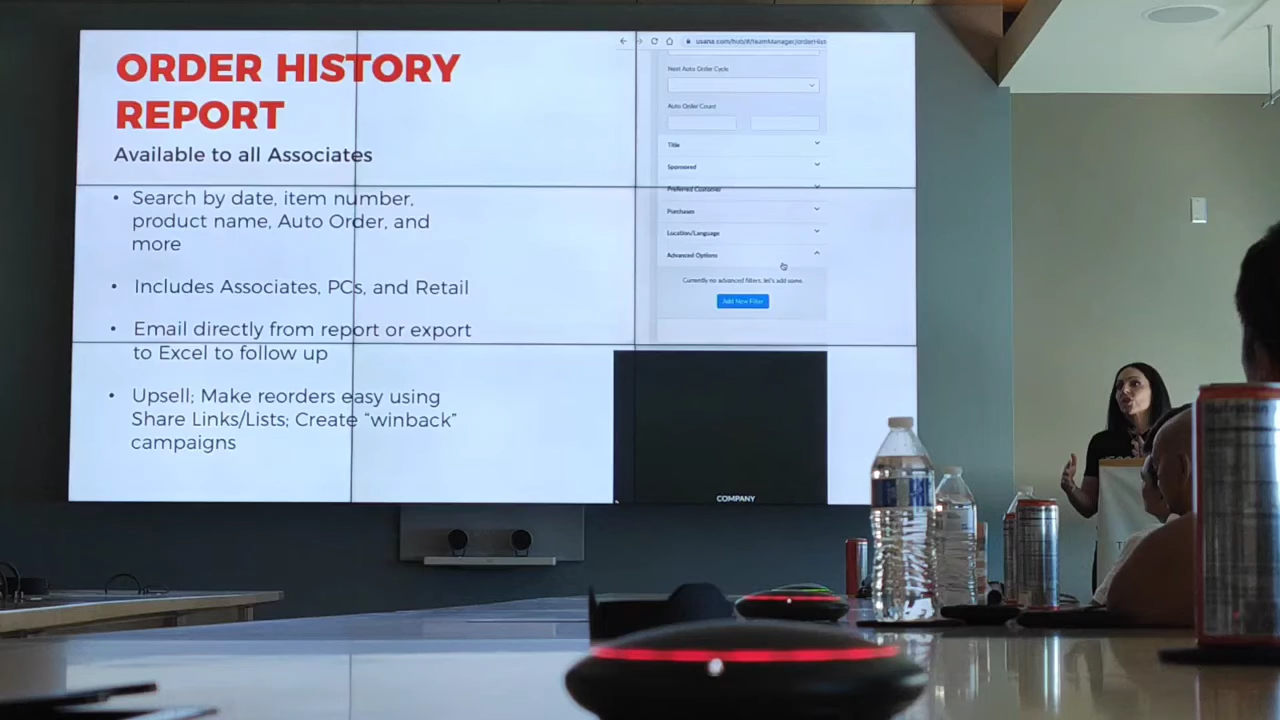 ORDER HISTORY
REPORT
Available to all Associates
• Search by date, item number,
product name, Auto Order, and
more
• Includes Associates, PCs, and Retail
• Email directly from report or export
to Excel to follow up
• Upsell; Make reorders easy using
Share Links/Lists; Create "winback"
campaigns
usana.com/hub/#/teamManager/orderHist
Next Auto Order Cycle
Auto Order Count
Title
Sponsored
Preferred Customer
Purchases
Location/Language
Advanced Options
Currently no advanced filters, let's add some.
Add New Filter
COMPANY